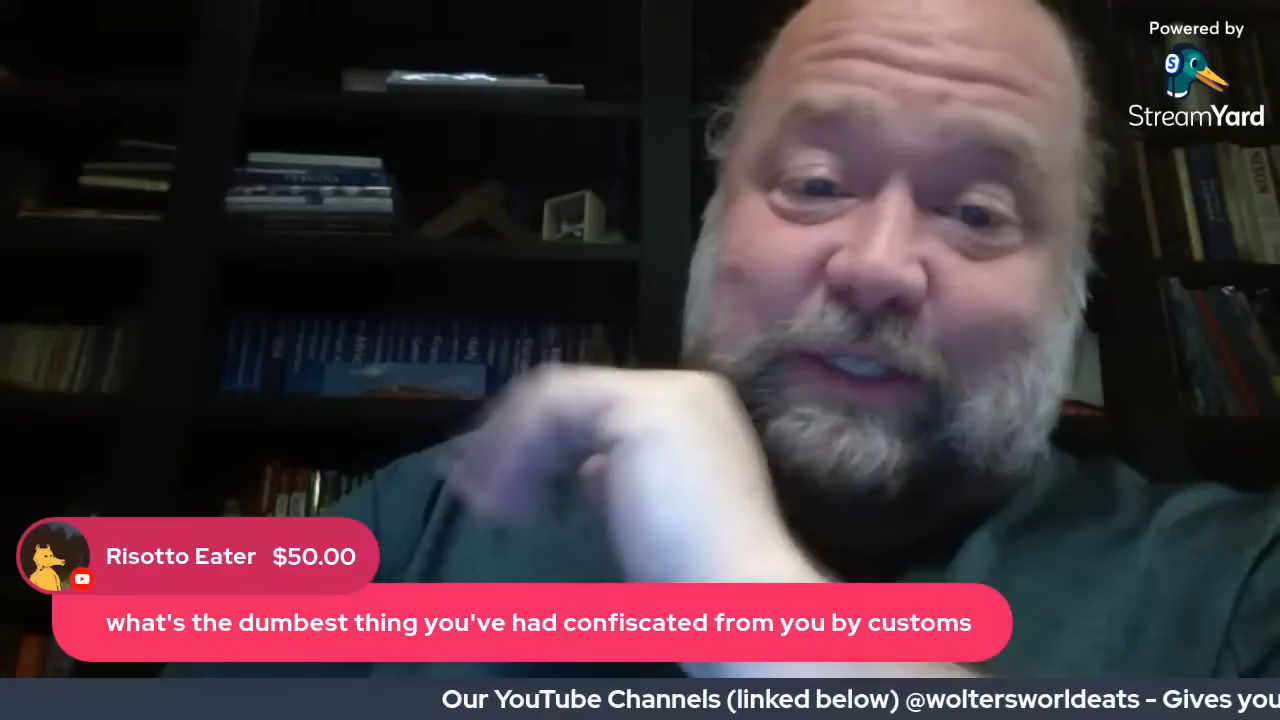 Powered by
S
StreamYard
NIXON
Risotto Eater $50.00
what's the dumbest thing you've had confiscated from you by customs
Our YouTube Channels (linked below) @woltersworldeats - Gives you